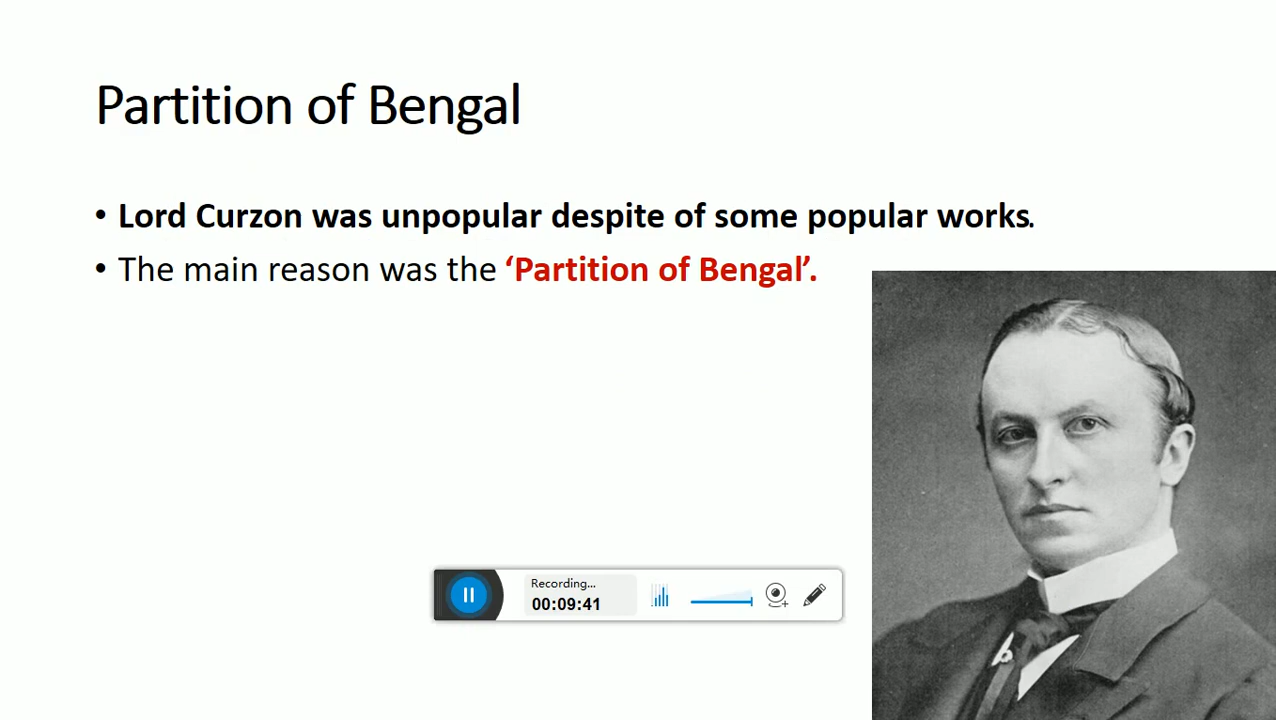 Partition of Bengal
• Lord Curzon was unpopular despite of some popular works.
• The main reason was the ‘Partition of Bengal’.
Recording...
00:09:41